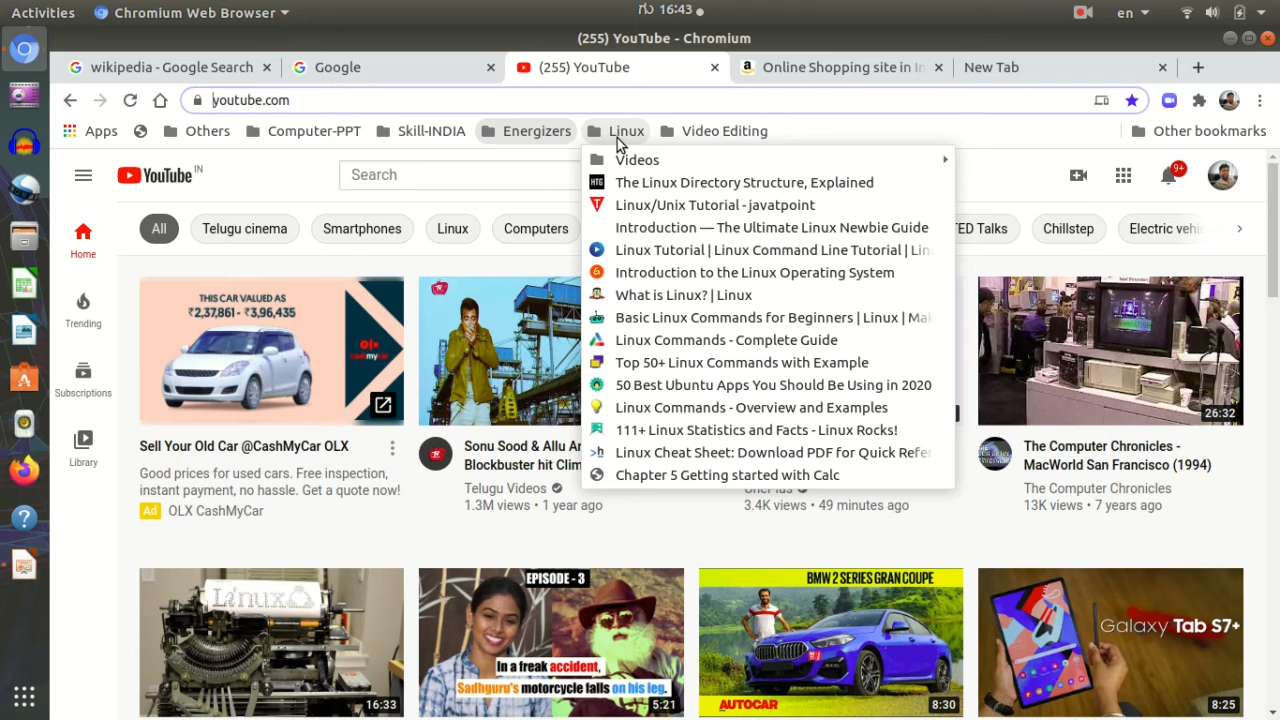 Activities
Chromium Web Browser
16:43
en
(255) YouTube - Chromium
wikipedia - Google Search
Google
(255) YouTube
Online Shopping site in In
New Tab
youtube.com
Apps
Others
Computer-PPT
Skill-INDIA
Energizers
Linux
Video Editing
Other bookmarks
YouTube IN
Search
9+
Videos
The Linux Directory Structure, Explained
Linux/Unix Tutorial - javatpoint
Introduction — The Ultimate Linux Newbie Guide
Linux Tutorial | Linux Command Line Tutorial | Lin
Introduction to the Linux Operating System
What is Linux? | Linux
Basic Linux Commands for Beginners | Linux | Mak
Linux Commands - Complete Guide
Top 50+ Linux Commands with Example
50 Best Ubuntu Apps You Should Be Using in 2020
Linux Commands - Overview and Examples
111+ Linux Statistics and Facts - Linux Rocks!
Linux Cheat Sheet: Download PDF for Quick Refer
Chapter 5 Getting started with Calc
Home
Trending
Subscriptions
Library
All
Telugu cinema
Smartphones
Linux
Computers
TED Talks
Chillstep
Electric vehi
THIS CAR VALUED AS
₹2,37,861 - ₹3,96,435
cashmycar
Sell Your Old Car @CashMyCar OLX
Good prices for used cars. Free inspection,
instant payment, no hassle. Get a quote now!
Ad OLX CashMyCar
Sonu Sood & Allu Ar
Blockbuster hit Clim
Telugu Videos
1.3M views • 1 year ago
3.4K views • 49 minutes ago
26:32
The Computer Chronicles -
MacWorld San Francisco (1994)
The Computer Chronicles
13K views • 7 years ago
Linux
16:33
EPISODE - 3
In a freak accident,
Sadhguru's motorcycle falls on his leg.
5:21
BMW 2 SERIES GRAN COUPE
AUTOCAR
8:30
Galaxy Tab S7+
8:25